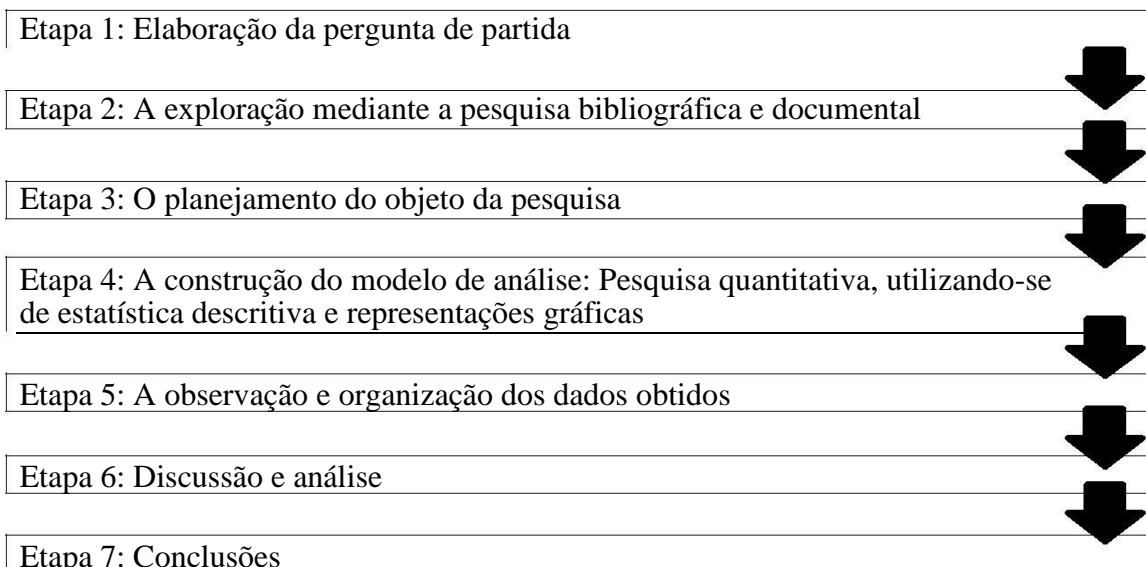 Etapa 1: Elaboração da pergunta de partida
Etapa 2: A exploração mediante a pesquisa bibliográfica e documental
Etapa 3: O planejamento do objeto da pesquisa
Etapa 4: A construção do modelo de análise: Pesquisa quantitativa, utilizando-se
de estatística descritiva e representações gráficas
Etapa 5: A observação e organização dos dados obtidos
Etapa 6: Discussão e análise
Etapa 7: Conclusões